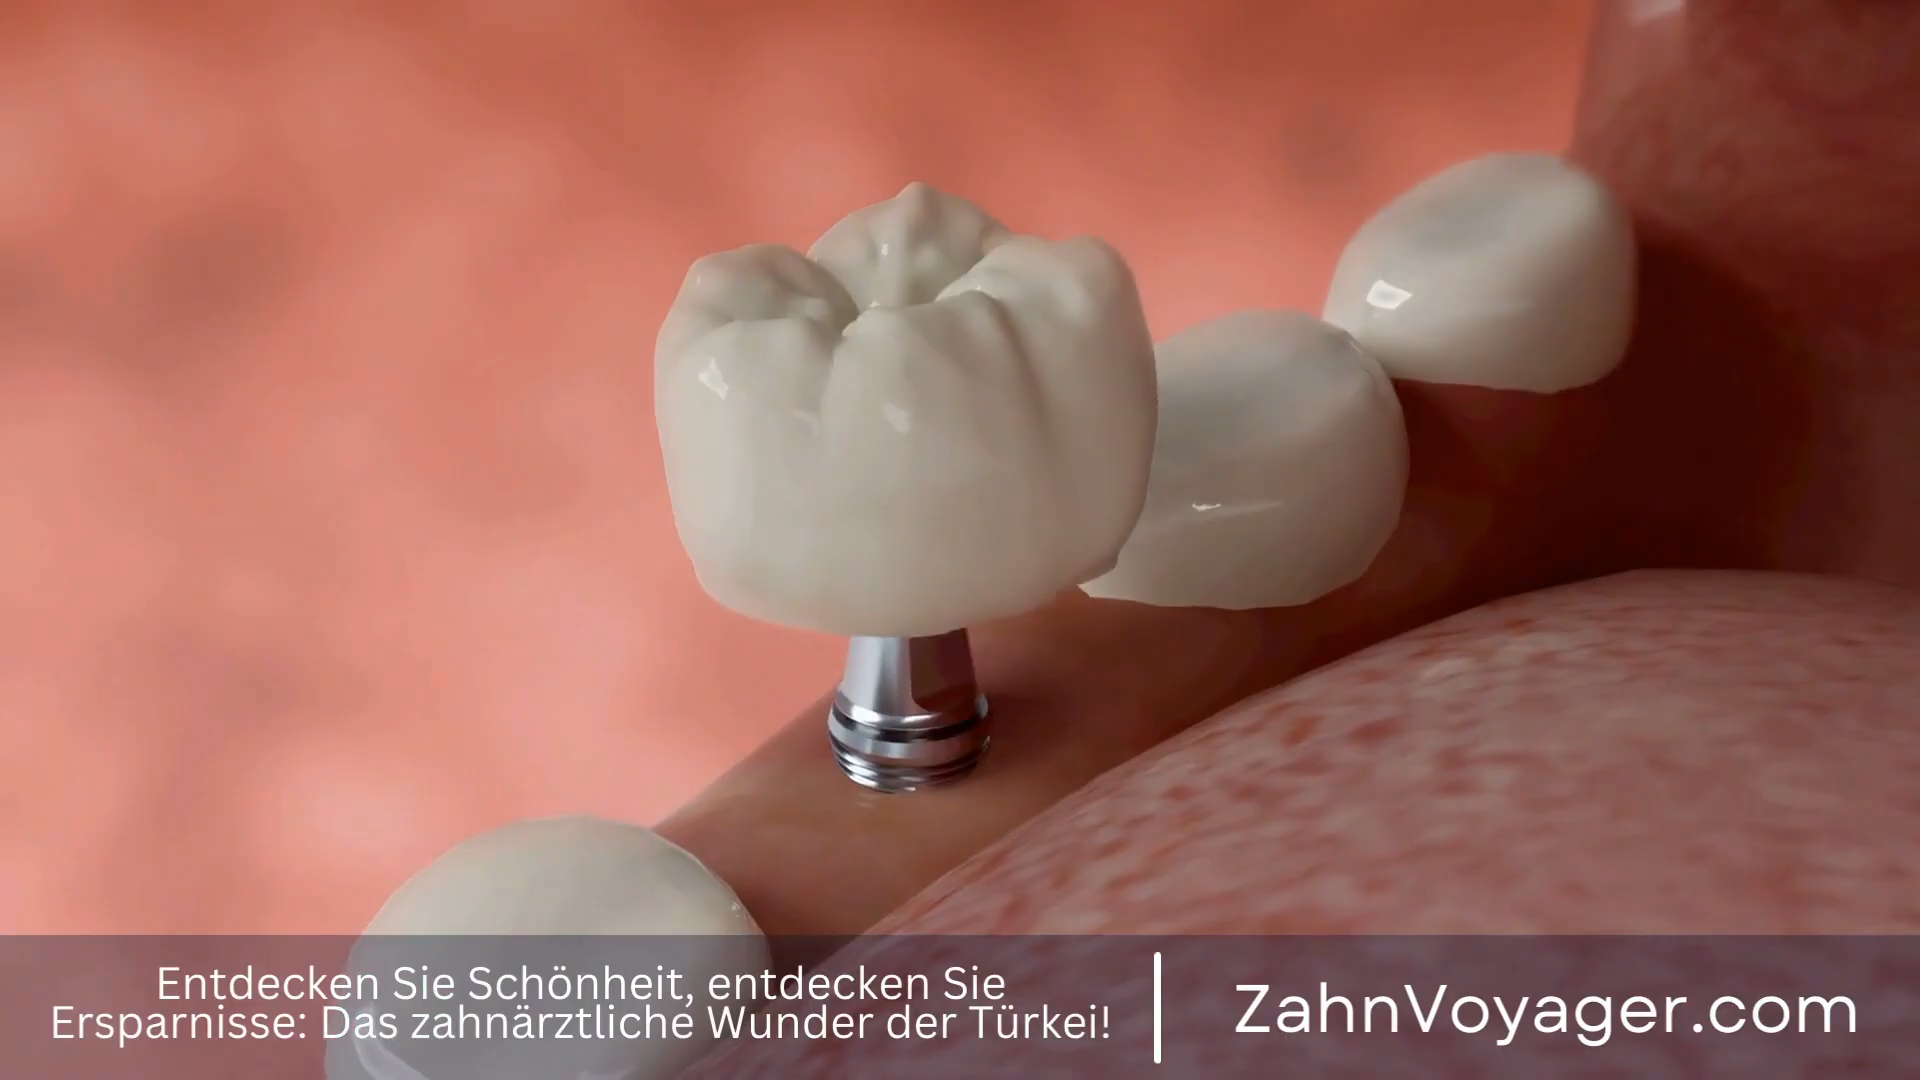 Entdecken Sie Schönheit, entdecken Sie
Ersparnisse: Das zahnärztliche Wunder der Türkei!
ZahnVoyager.com